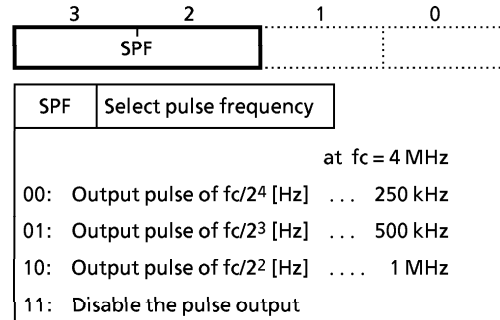 3 2 1 0
SPF
SPF Select pulse frequency
at fc = 4 MHz
00: Output pulse of fc/2⁴ [Hz] ... 250 kHz
01: Output pulse of fc/2³ [Hz] ... 500 kHz
10: Output pulse of fc/2² [Hz] .... 1 MHz
11: Disable the pulse output